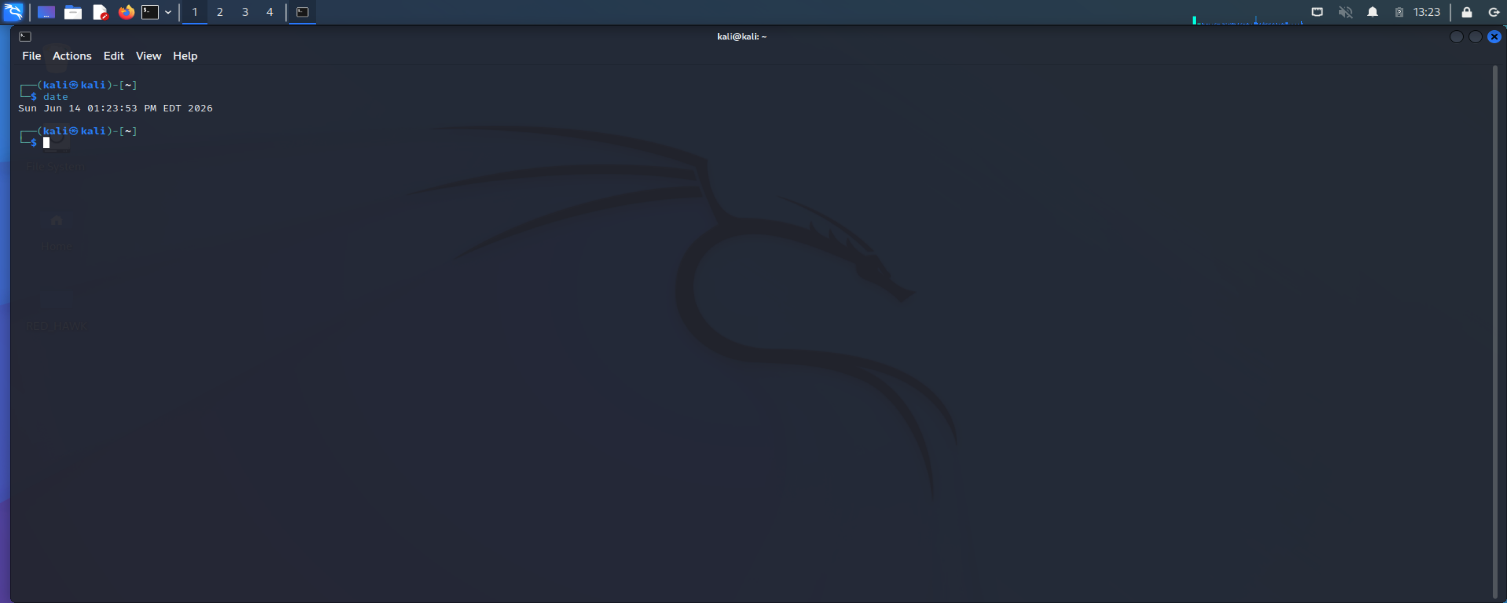 1 2 3 4
13:23
kali@kali: ~
File Actions Edit View Help
┌──(kali㉿kali)-[~]
└─$ date
Sun Jun 14 01:23:53 PM EDT 2026
┌──(kali㉿kali)-[~]
└─$